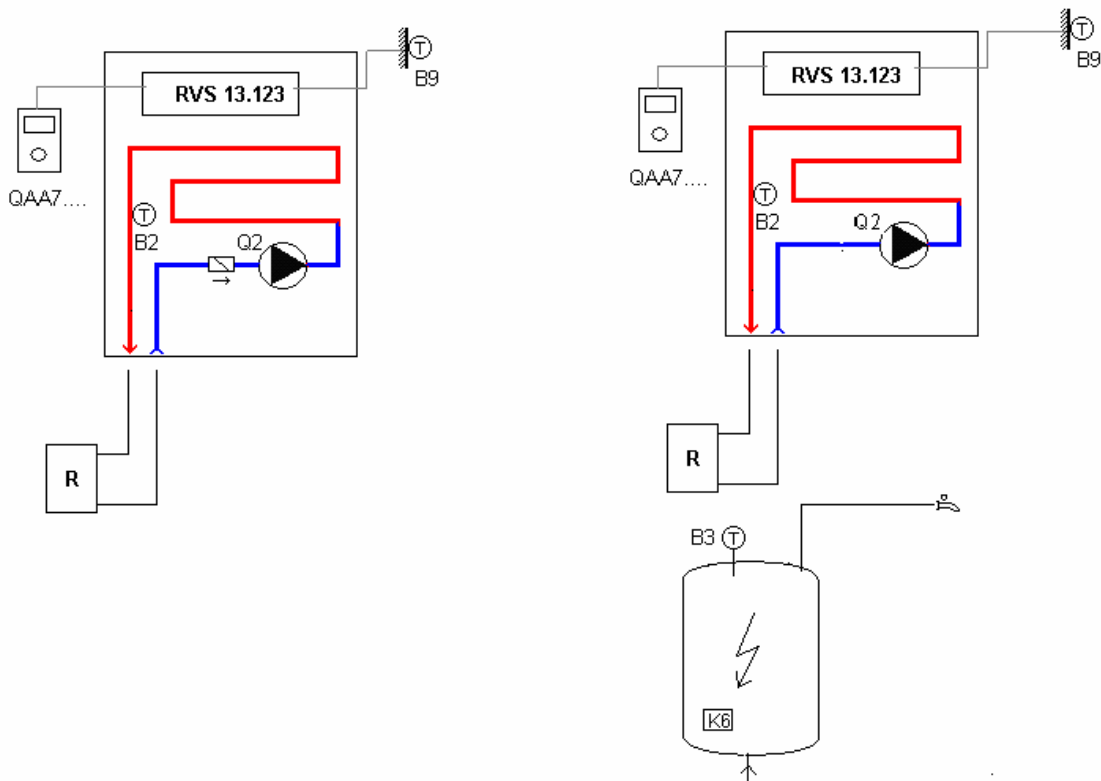 T
B9
RVS 13.123
QAA7....
T
B2
Q2
R
T
B9
RVS 13.123
QAA7....
T
B2
Q2
R
B3 T
K6